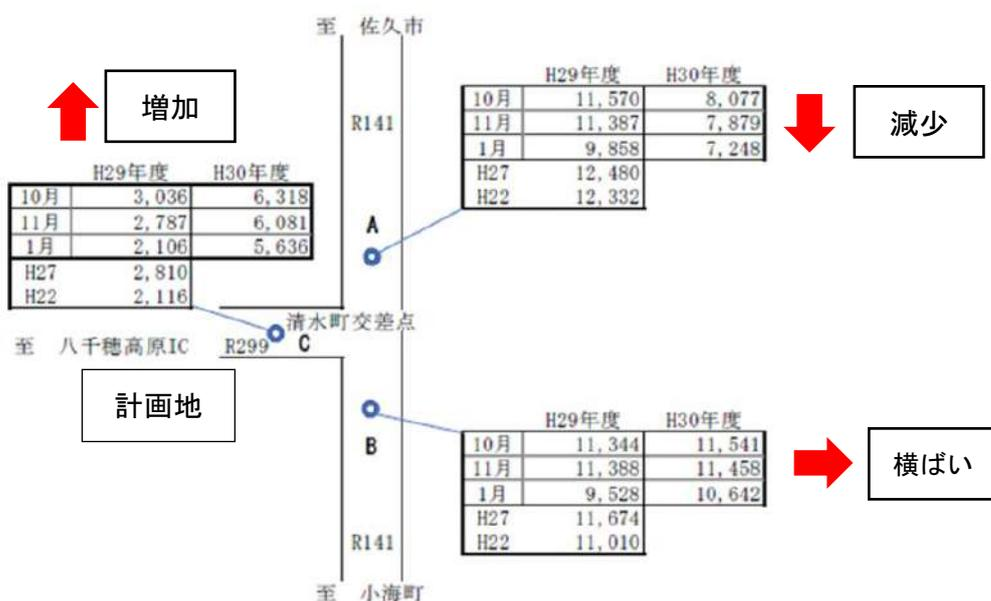 至 佐久市
R141
H29年度 H30年度
10月 11,570 8,077
11月 11,387 7,879
1月 9,858 7,248
H27 12,480
H22 12,332
減少
増加
H29年度 H30年度
10月 3,036 6,318
11月 2,787 6,081
1月 2,106 5,636
H27 2,810
H22 2,116
A
清水町交差点
至 八千穂高原IC R299 C
計画地
B
H29年度 H30年度
10月 11,344 11,541
11月 11,388 11,458
1月 9,528 10,642
H27 11,674
H22 11,010
横ばい
R141
至 小海町